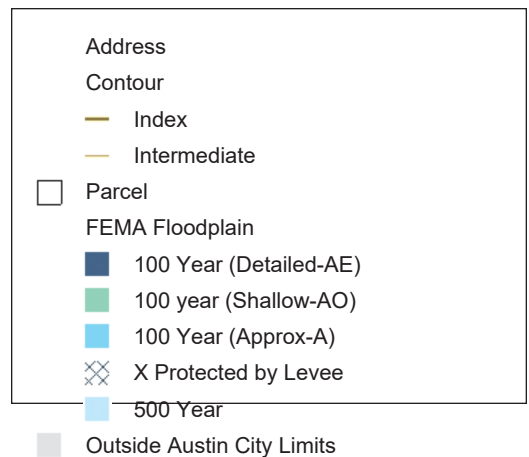 Address
Contour
Index
Intermediate
Parcel
FEMA Floodplain
100 Year (Detailed-AE)
100 year (Shallow-AO)
100 Year (Approx-A)
X Protected by Levee
500 Year
Outside Austin City Limits